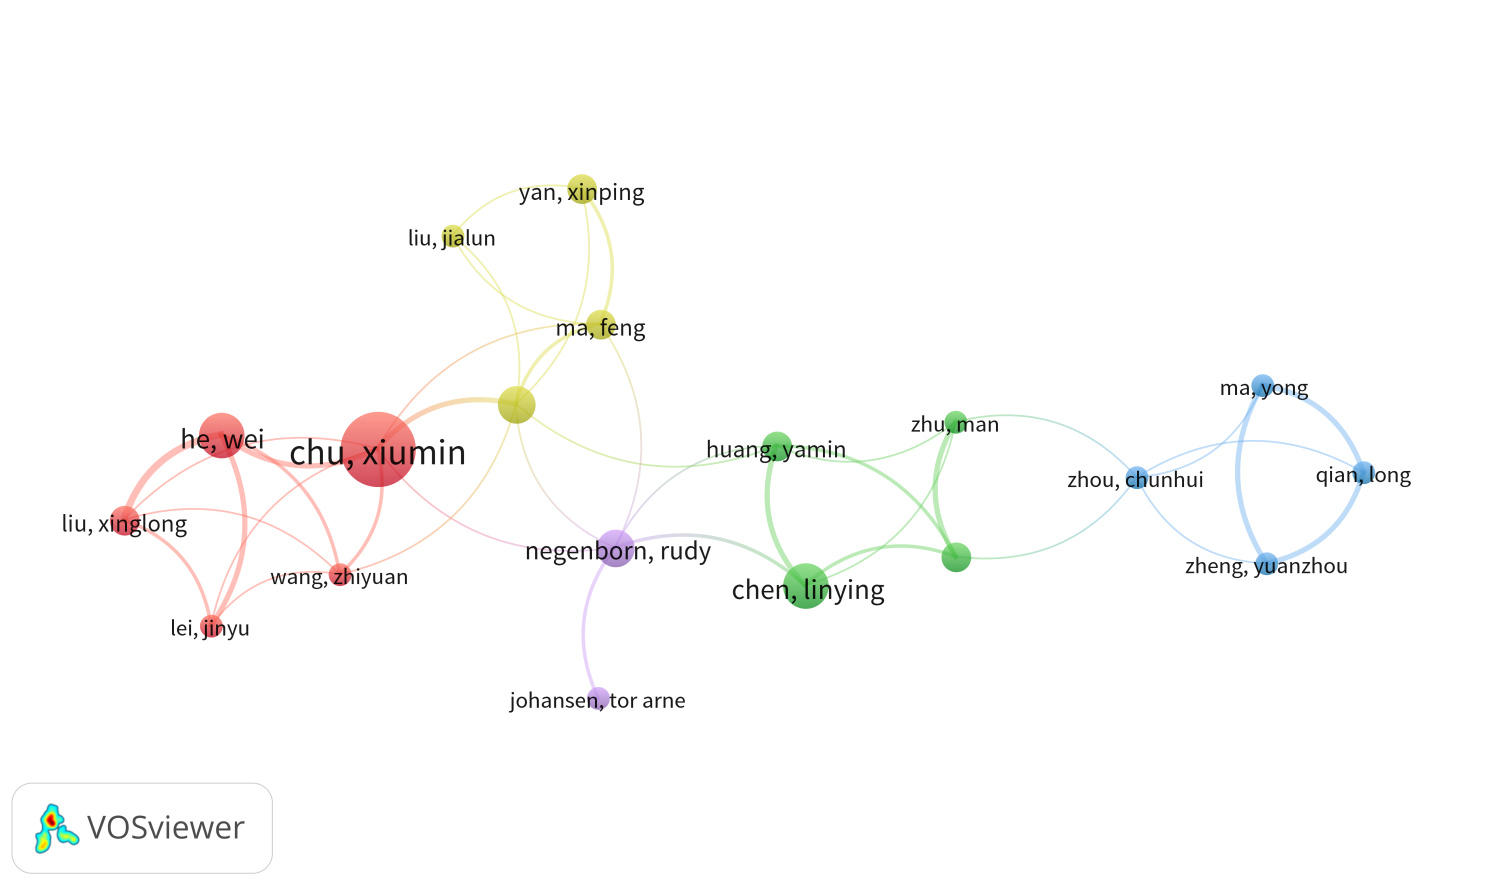 yan, xinping
liu, jialun
ma, feng
ma, yong
he, wei
chu, xiumin
huang, yamin
zhu, man
zhou, chunhui
qian, long
liu, xinglong
negenborn, rudy
zheng, yuanzhou
wang, zhiyuan
chen, linying
lei, jinyu
johansen, tor arne
VOSviewer